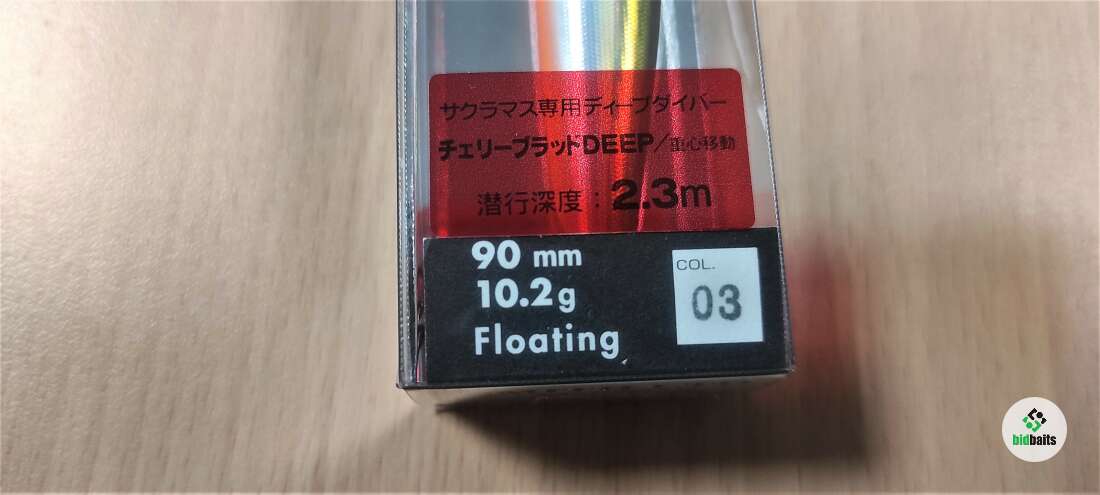 サクラマス専用ディープダイバー
チェリーブラッドDEEP/重心移動
潜行深度：2.3m
90 mm
10.2g
Floating
COL.
03
bidbaits